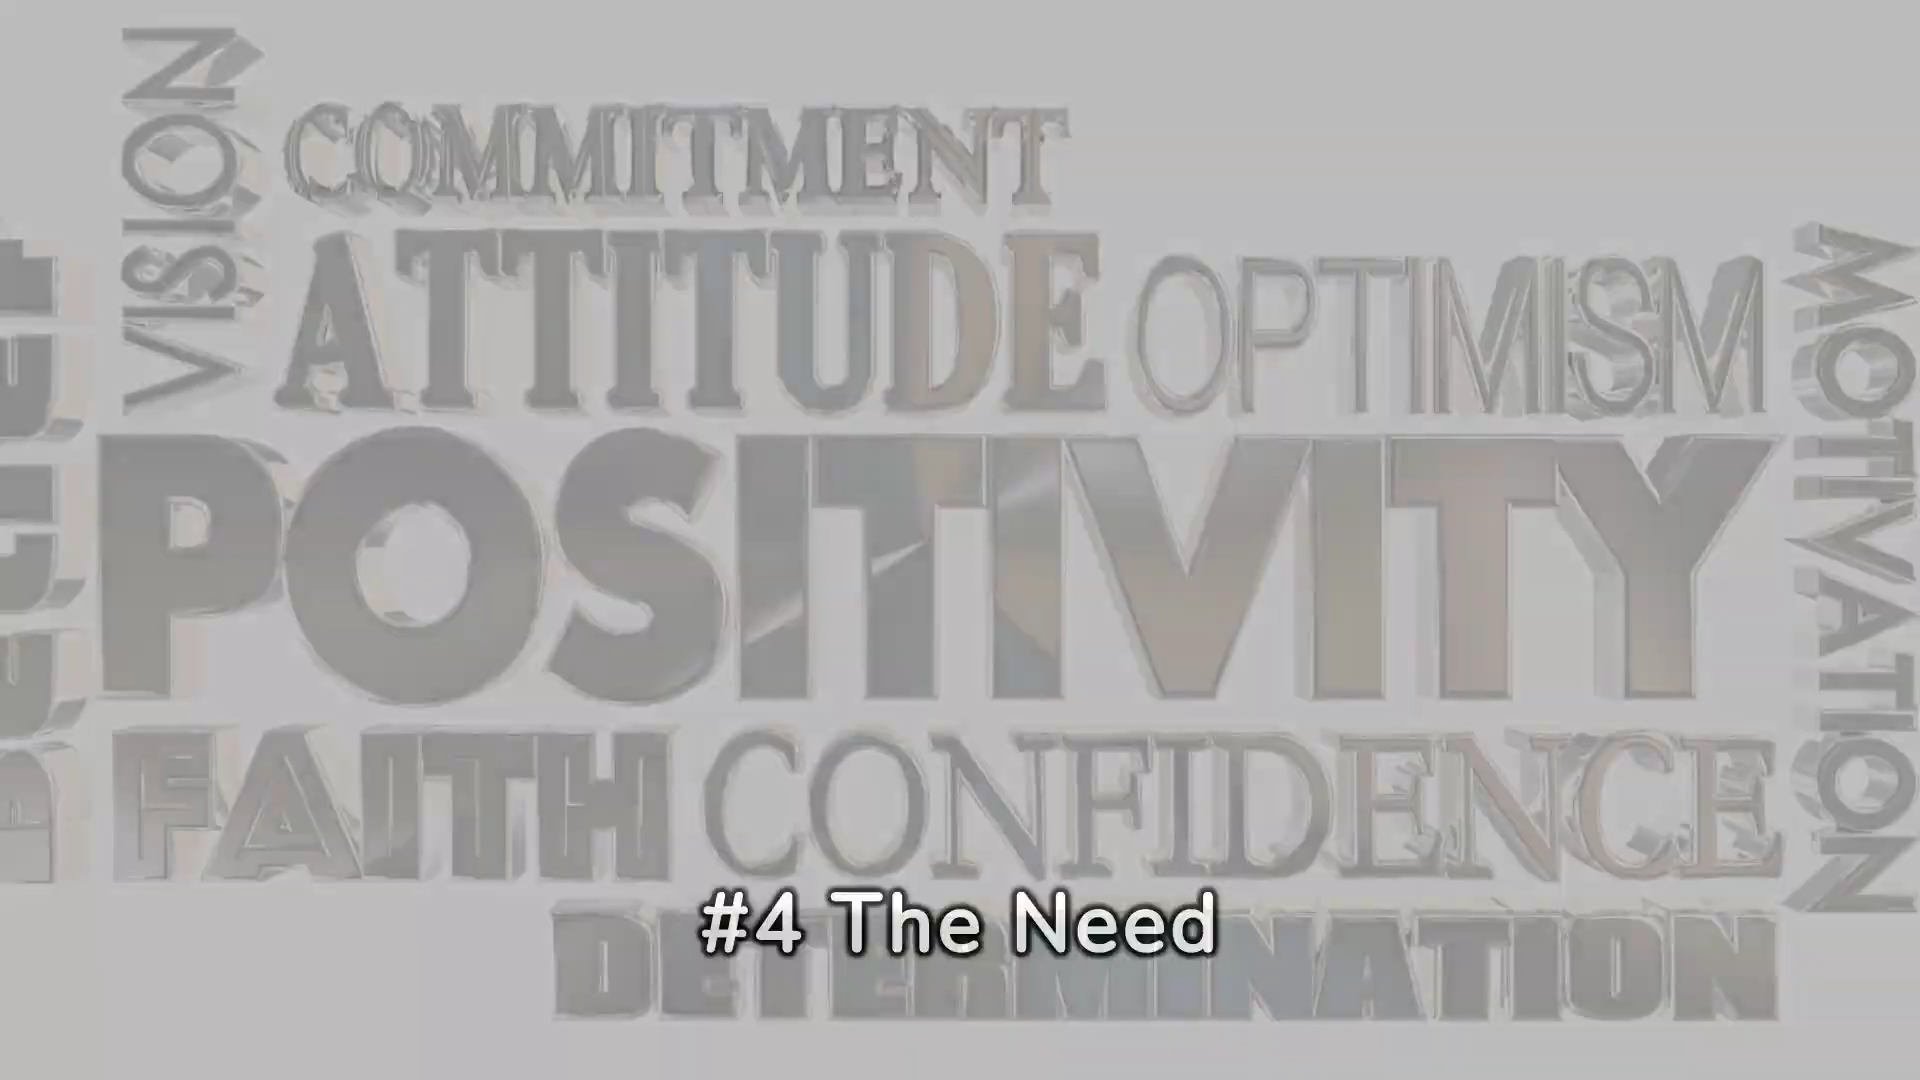 VISION
COMMITMENT
ATTITUDE OPTIMISM
MOTIVATION
POSITIVITY
FAITH CONFIDENCE
#4 The Need
DETERMINATION